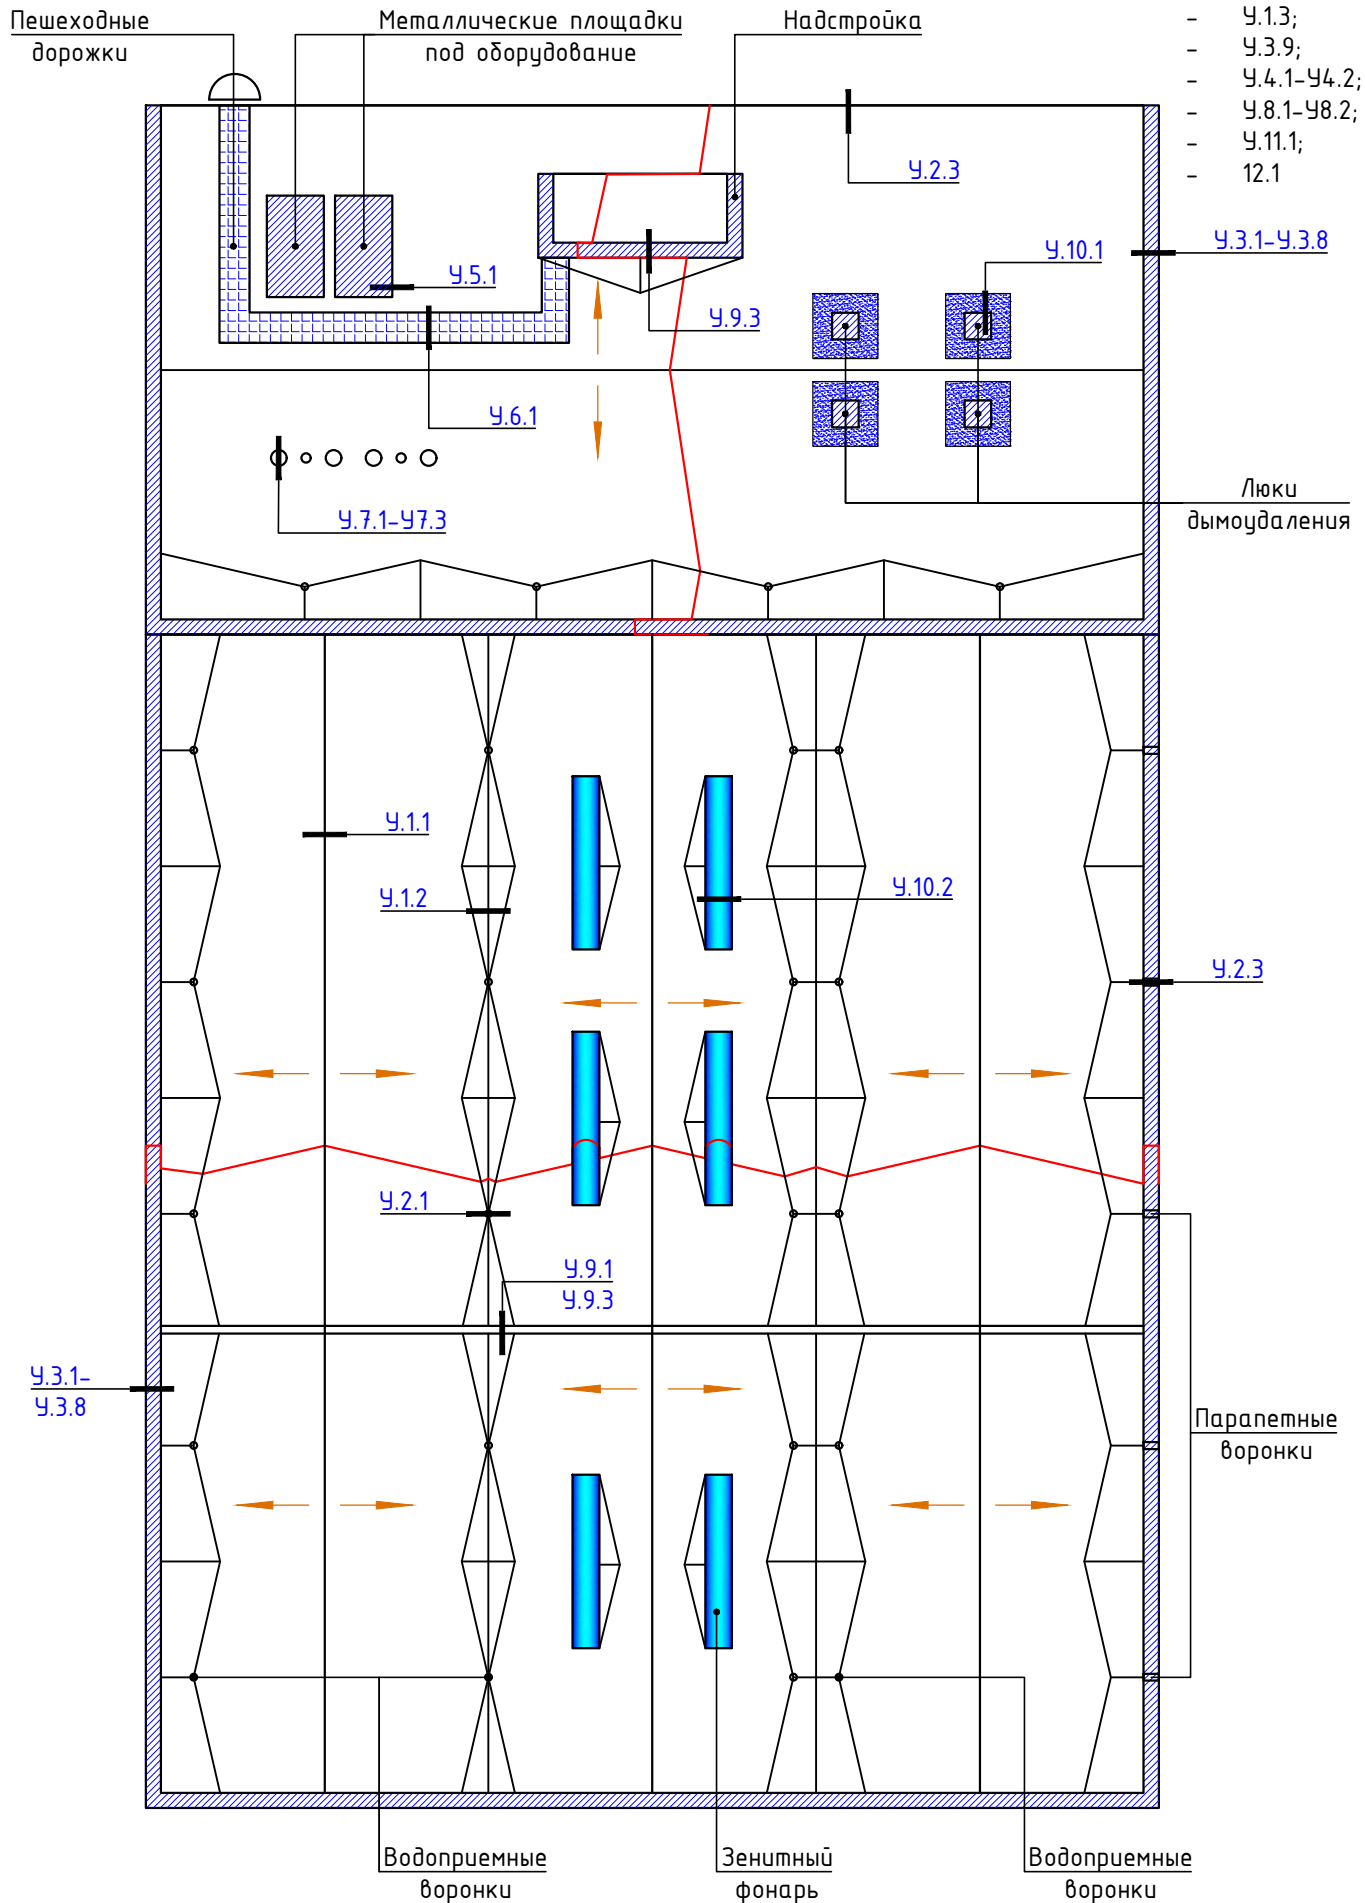 Пешеходные
дорожки
Металлические площадки
под оборудование
Надстройка
- У.1.3;
- У.3.9;
- У.4.1-У4.2;
- У.8.1-У8.2;
- У.11.1;
- 12.1
У.2.3
У.3.1-У.3.8
У.10.1
У.5.1
У.9.3
У.6.1
Люки
дымоудаления
У.7.1-У7.3
У.1.1
У.1.2
У.10.2
У.2.3
У.2.1
У.9.1
У.9.3
У.3.1-
У.3.8
Парапетные
воронки
Водоприемные
воронки
Зенитный
фонарь
Водоприемные
воронки